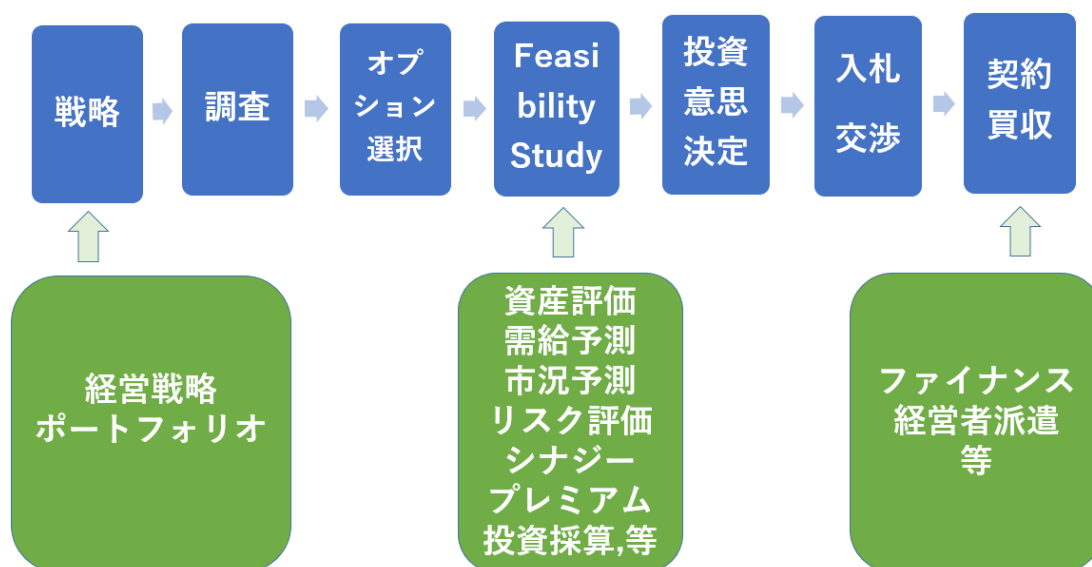 戦略
調査
オプ
ション
選択
Feasi
bility
Study
投資
意思
決定
入札
交渉
契約
買収
経営戦略
ポートフォリオ
資産評価
需給予測
市況予測
リスク評価
シナジー
プレミアム
投資採算,等
ファイナンス
経営者派遣
等